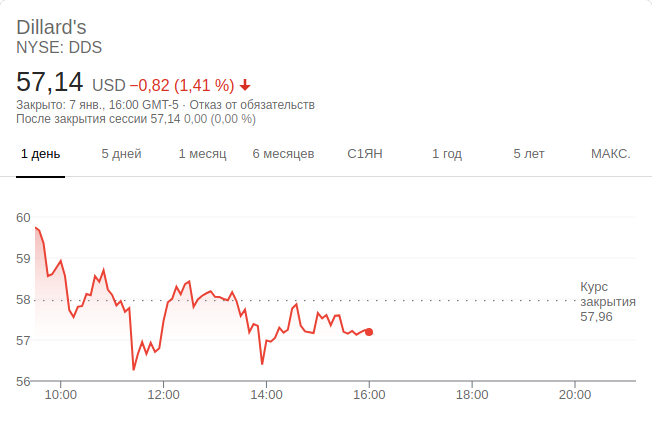 Dillard's
NYSE: DDS
57,14 USD −0,82 (1,41 %)
Закрыто: 7 янв., 16:00 GMT-5 · Отказ от обязательств
После закрытия сессии 57,14 0,00 (0,00 %)
1 день 5 дней 1 месяц 6 месяцев С1ЯН 1 год 5 лет МАКС.
60
59
58
57
56
Курс
закрытия
57,96
10:00 12:00 14:00 16:00 18:00 20:00